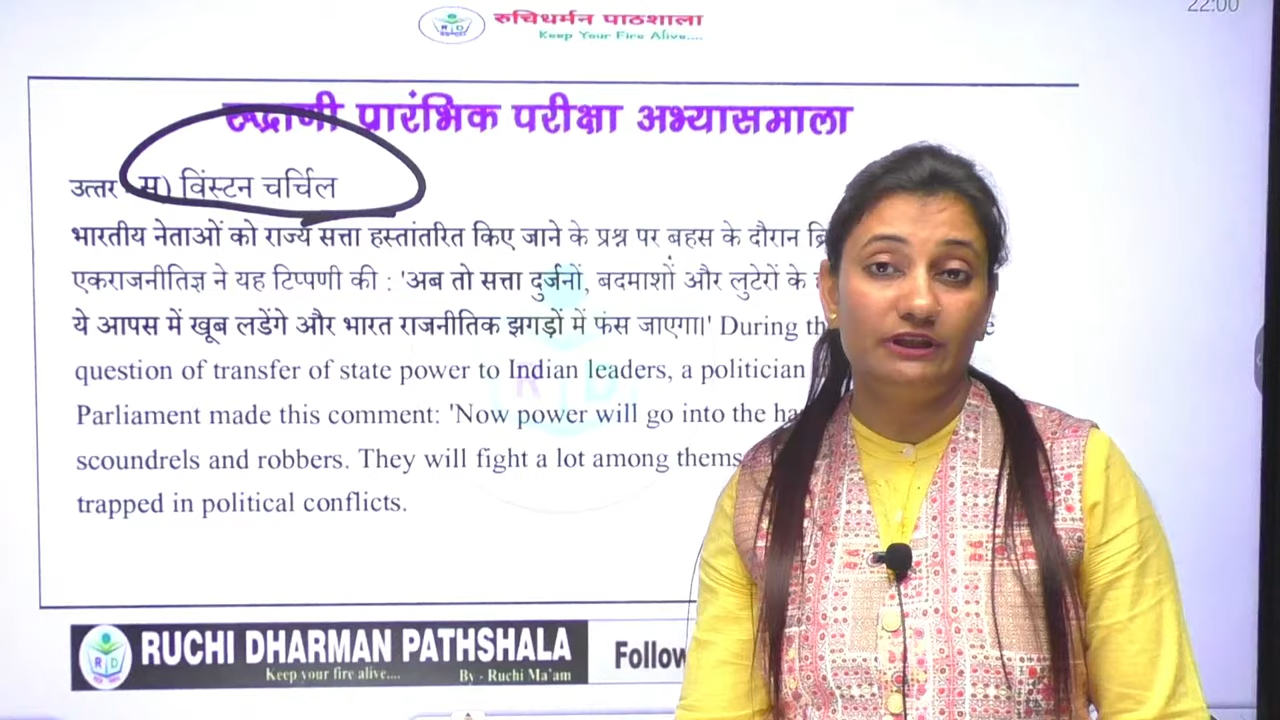 22:00
RD
रुचिधर्मन पाठशाला
Keep Your Fire Alive....
रुद्राणी प्रारंभिक परीक्षा अभ्यासमाला
उत्तर स) विंस्टन चर्चिल
भारतीय नेताओं को राज्य सत्ता हस्तांतरित किए जाने के प्रश्न पर बहस के दौरान
एकराजनीतिज्ञ ने यह टिप्पणी की : 'अब तो सत्ता दुर्जनों, बदमाशों और लुटेरों के
ये आपस में खूब लडेंगे और भारत राजनीतिक झगड़ों में फंस जाएगा।' During
question of transfer of state power to Indian leaders, a politician
Parliament made this comment: 'Now power will go into the
scoundrels and robbers. They will fight a lot among
trapped in political conflicts.
RD
RD
RUCHI DHARMAN PATHSHALA
Keep your fire alive.... By - Ruchi Ma'am
Follow